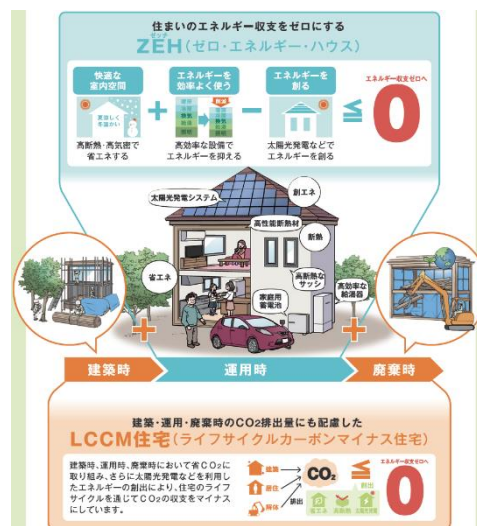 住まいのエネルギー収支をゼロにする
ゼッチ
ZEH(ゼロ・エネルギー・ハウス)
快適な
室内空間
エネルギーを
効率よく使う
エネルギーを
創る
エネルギー収支ゼロへ
夏涼しく
冬暖かい
+
−
≦
0
高断熱・高気密で
省エネする
高効率な設備で
エネルギーを抑える
太陽光発電などで
エネルギーを創る
太陽光発電システム
創エネ
高性能断熱材
断熱
省エネ
高断熱な
サッシ
高効率な
給湯器
家庭用
蓄電池
+
+
建築時
運用時
廃棄時
建築・運用・廃棄時のCO2排出量にも配慮した
LCCM住宅(ライフサイクルカーボンマイナス住宅)
建築時、運用時、廃棄時において省CO2に
取り組み、さらに太陽光発電などを利用し
たエネルギーの創出により、住宅のライフ
サイクルを通じてCO2の収支をマイナス
にしています。
建築
居住
解体
排出
CO2
≦
エネルギー収支ゼロへ
0
省エネ
太陽光発電